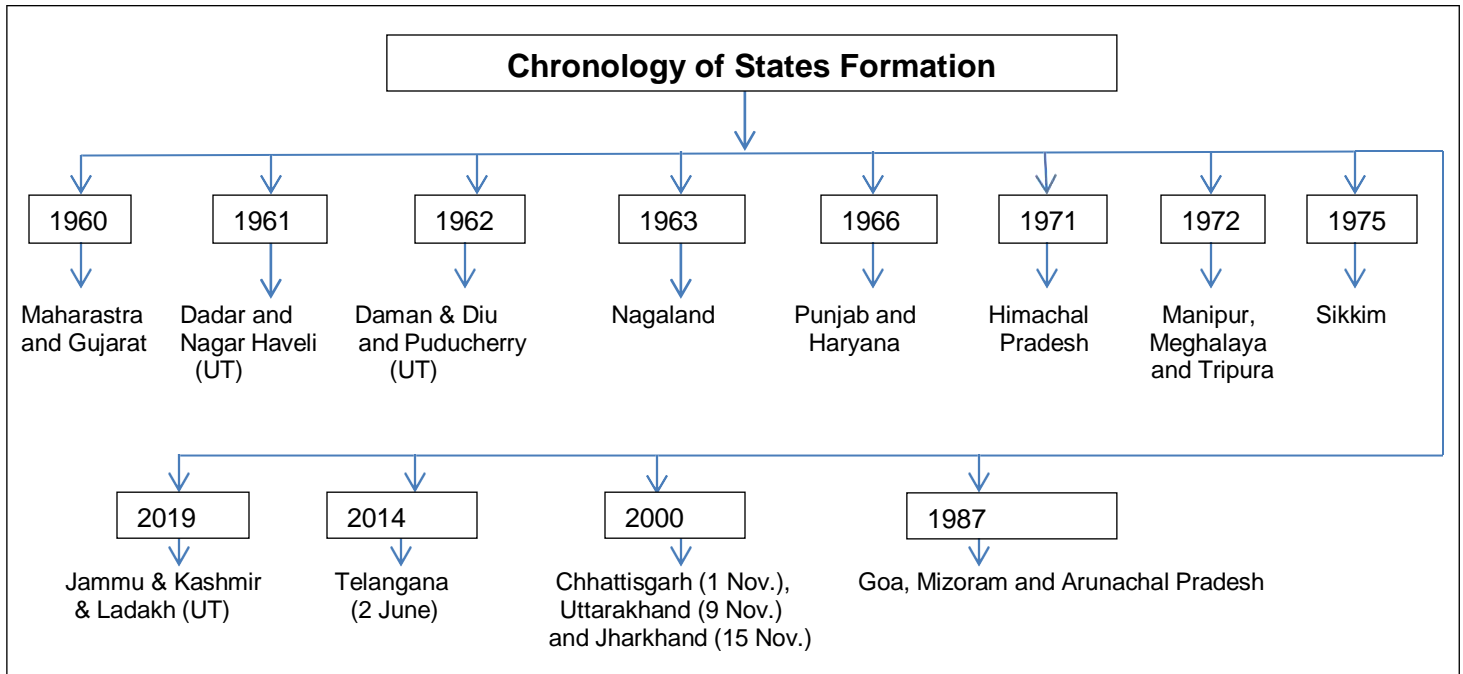 Chronology of States Formation
1960
1961
1962
1963
1966
1971
1972
1975
Maharastra
and Gujarat
Dadar and
Nagar Haveli
(UT)
Daman & Diu
and Puducherry
(UT)
Nagaland
Punjab and
Haryana
Himachal
Pradesh
Manipur,
Meghalaya
and Tripura
Sikkim
2019
2014
2000
1987
Jammu & Kashmir
& Ladakh (UT)
Telangana
(2 June)
Chhattisgarh (1 Nov.),
Uttarakhand (9 Nov.)
and Jharkhand (15 Nov.)
Goa, Mizoram and Arunachal Pradesh